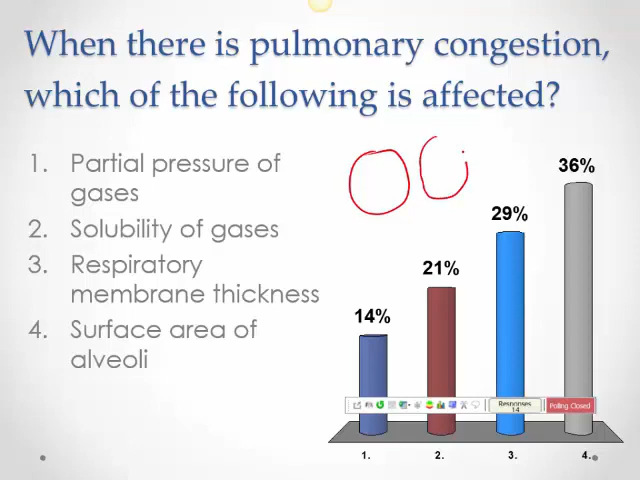 When there is pulmonary congestion,
which of the following is affected?
1. Partial pressure of
gases
2. Solubility of gases
3. Respiratory
membrane thickness
4. Surface area of
alveoli
14%
21%
29%
36%
Responses
14
Polling Closed
1.
2.
3.
4.